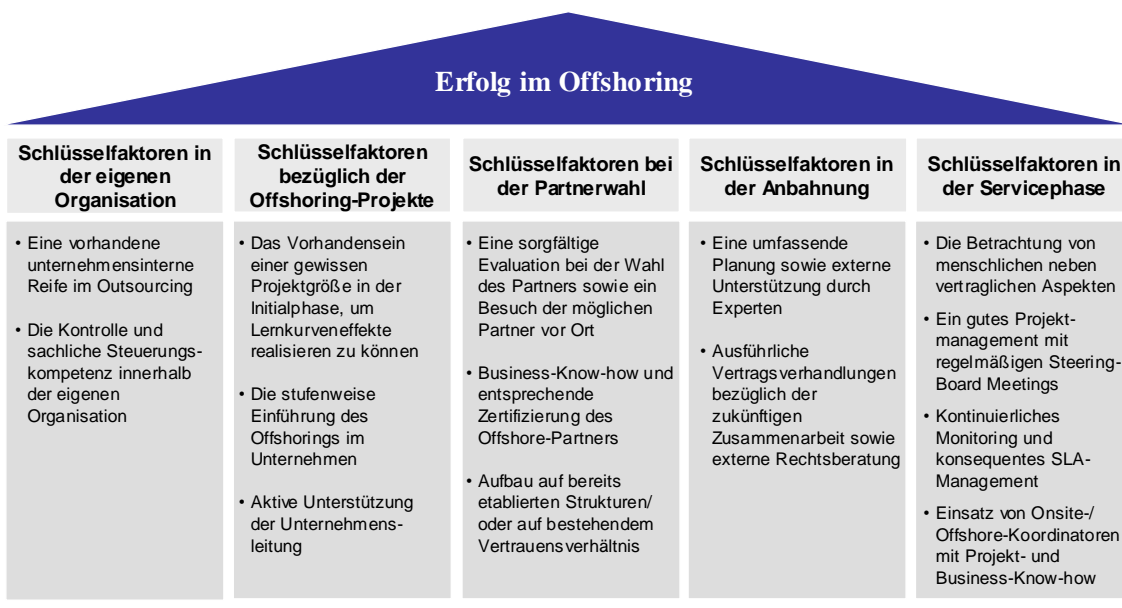 Erfolg im Offshoring
Schlüsselfaktoren in
der eigenen
Organisation
• Eine vorhandene
unternehmensinterne
Reife im Outsourcing
• Die Kontrolle und
sachliche Steuerungs-
kompetenz innerhalb
der eigenen
Organisation
Schlüsselfaktoren
bezüglich der
Offshoring-Projekte
• Das Vorhandensein
einer gewissen
Projektgröße in der
Initialphase, um
Lernkurveneffekte
realisieren zu können
• Die stufenweise
Einführung des
Offshorings im
Unternehmen
• Aktive Unterstützung
der Unternehmens-
leitung
Schlüsselfaktoren bei
der Partnerwahl
• Eine sorgfältige
Evaluation bei der Wahl
des Partners sowie ein
Besuch der möglichen
Partner vor Ort
• Business-Know-how und
entsprechende
Zertifizierung des
Offshore-Partners
• Aufbau auf bereits
etablierten Strukturen/
oder auf bestehendem
Vertrauensverhältnis
Schlüsselfaktoren in
der Anbahnung
• Eine umfassende
Planung sowie externe
Unterstützung durch
Experten
• Ausführliche
Vertragsverhandlungen
bezüglich der
zukünftigen
Zusammenarbeit sowie
externe Rechtsberatung
Schlüsselfaktoren in
der Servicephase
• Die Betrachtung von
menschlichen neben
vertraglichen Aspekten
• Ein gutes Projekt-
management mit
regelmäßigen Steering-
Board Meetings
• Kontinuierliches
Monitoring und
konsequentes SLA-
Management
• Einsatz von Onsite-/
Offshore-Koordinatoren
mit Projekt- und
Business-Know-how